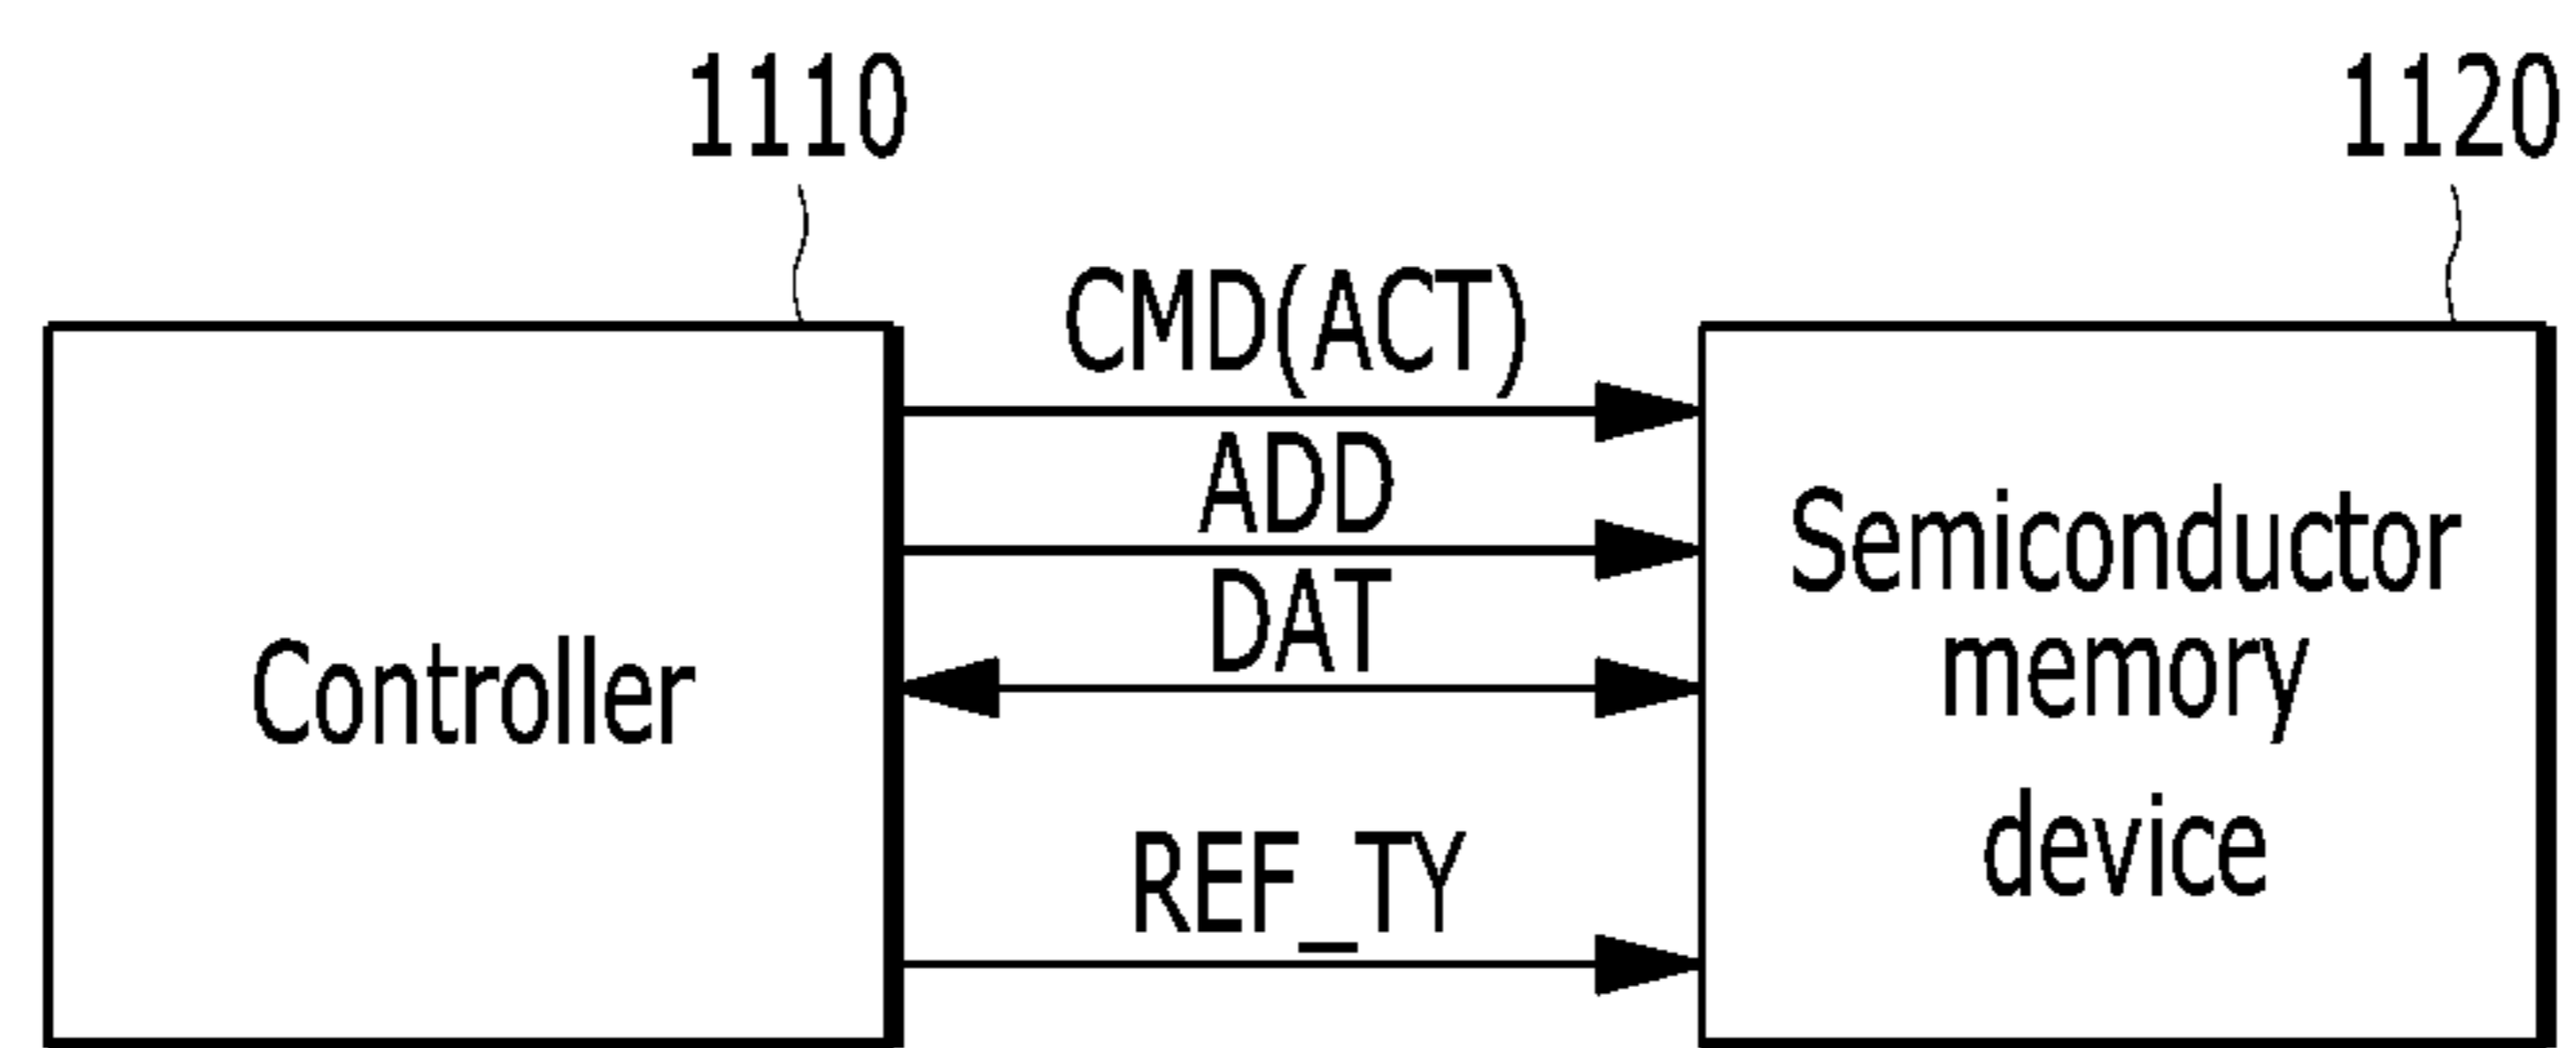 1110
1120
CMD(ACT)
ADD
DAT
REF_TY
Controller
Semiconductor
memory
device